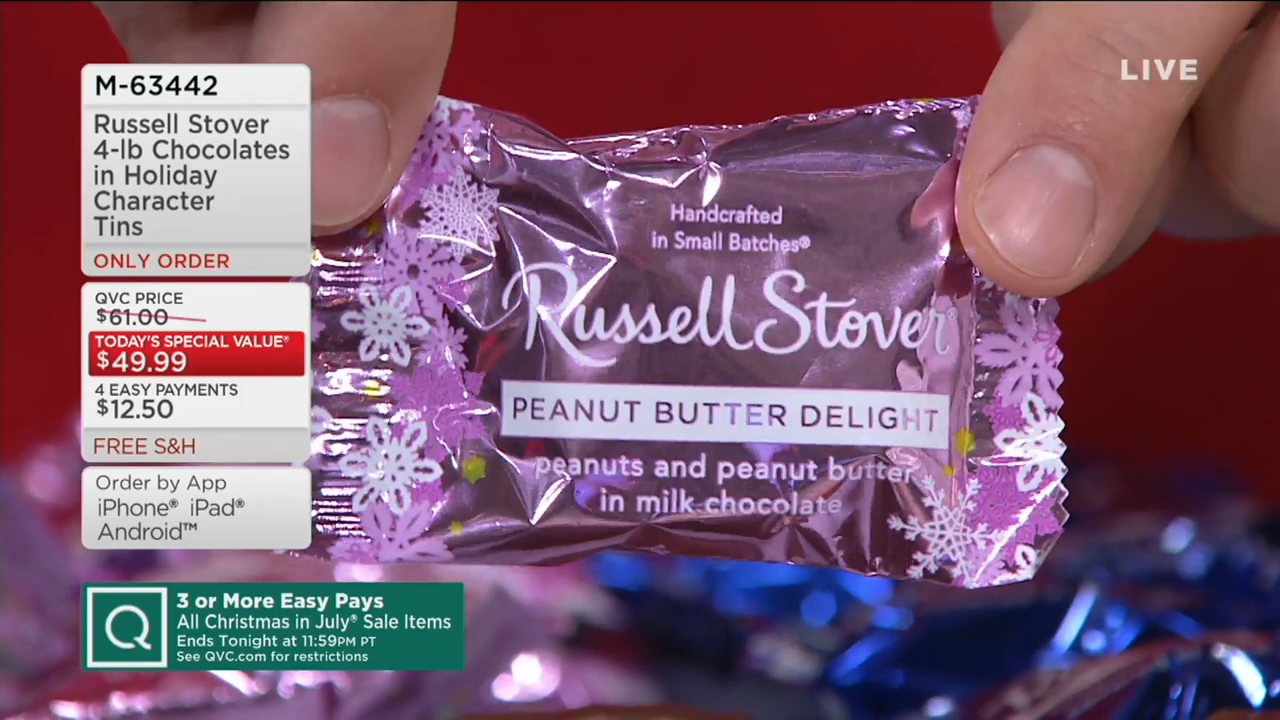 LIVE
M-63442
Russell Stover
4-lb Chocolates
in Holiday
Character
Tins
ONLY ORDER
QVC PRICE
$61.00
TODAY'S SPECIAL VALUE®
$49.99
4 EASY PAYMENTS
$12.50
FREE S&H
Order by App
iPhone® iPad®
Android™
Q
3 or More Easy Pays
All Christmas in July® Sale Items
Ends Tonight at 11:59PM PT
See QVC.com for restrictions
Handcrafted
in Small Batches®
Russell Stover®
PEANUT BUTTER DELIGHT
peanuts and peanut butter
in milk chocolate